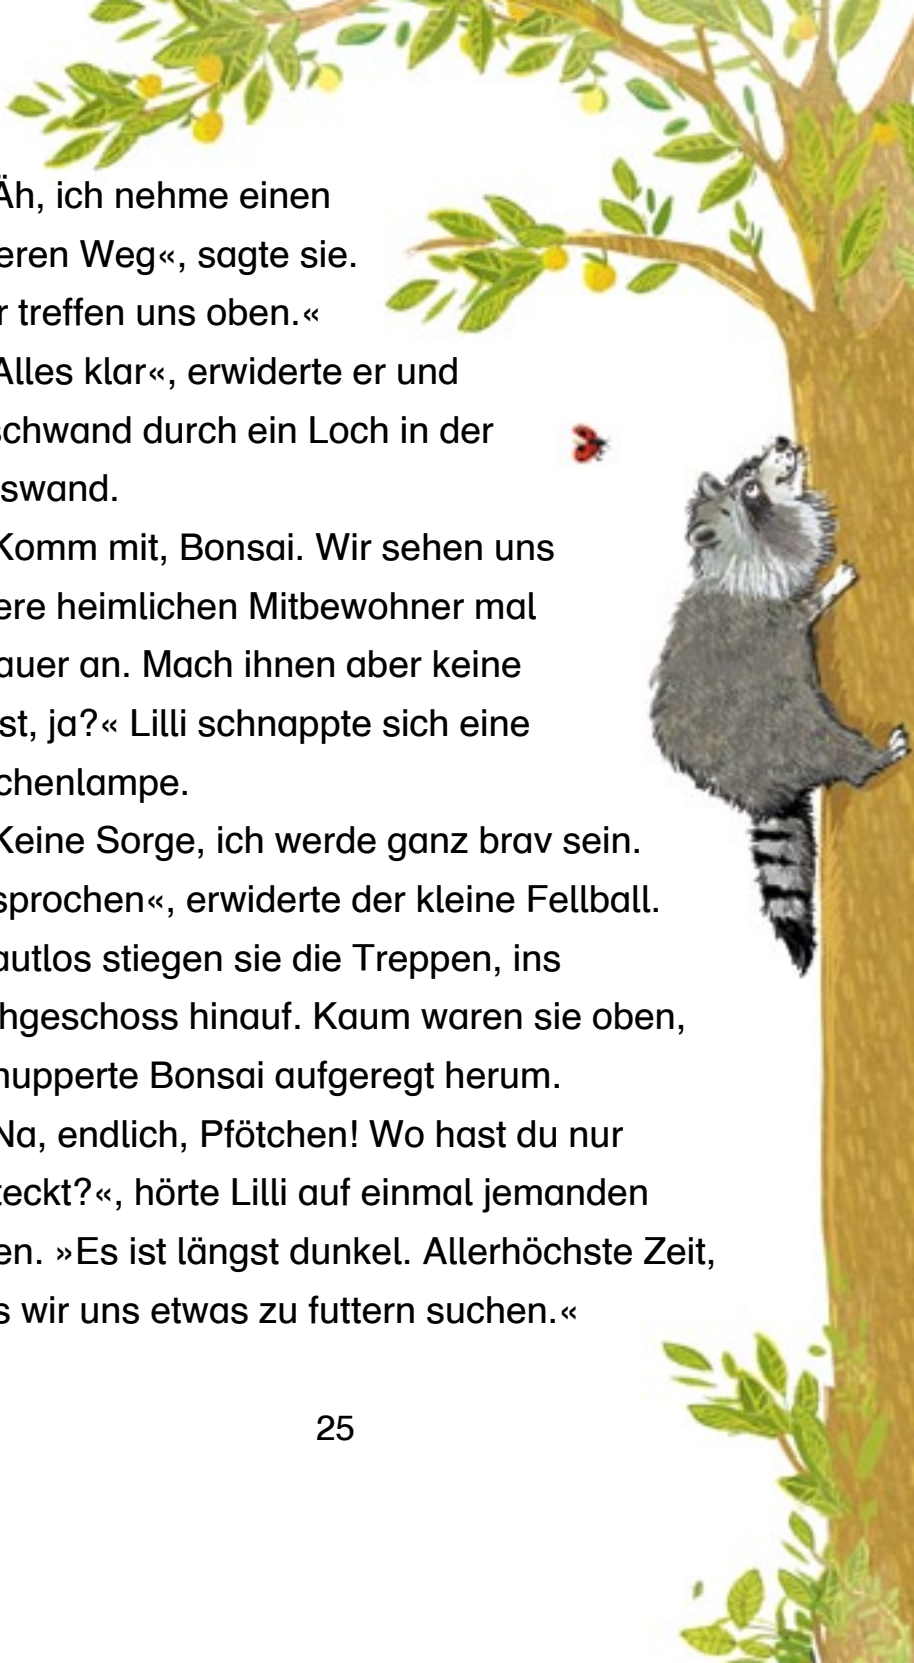 Äh, ich nehme einen
eren Weg«, sagte sie.
r treffen uns oben.«
Alles klar«, erwiderte er und
schwand durch ein Loch in der
swand.
Komm mit, Bonsai. Wir sehen uns
ere heimlichen Mitbewohner mal
auer an. Mach ihnen aber keine
st, ja?« Lilli schnappte sich eine
chenlampe.
Keine Sorge, ich werde ganz brav sein.
sprochen«, erwiderte der kleine Fellball.
autlos stiegen sie die Treppen, ins
hgeschoss hinauf. Kaum waren sie oben,
nupperte Bonsai aufgeregt herum.
Na, endlich, Pfötchen! Wo hast du nur
teckt?«, hörte Lilli auf einmal jemanden
en. »Es ist längst dunkel. Allerhöchste Zeit,
s wir uns etwas zu futtern suchen.«
25